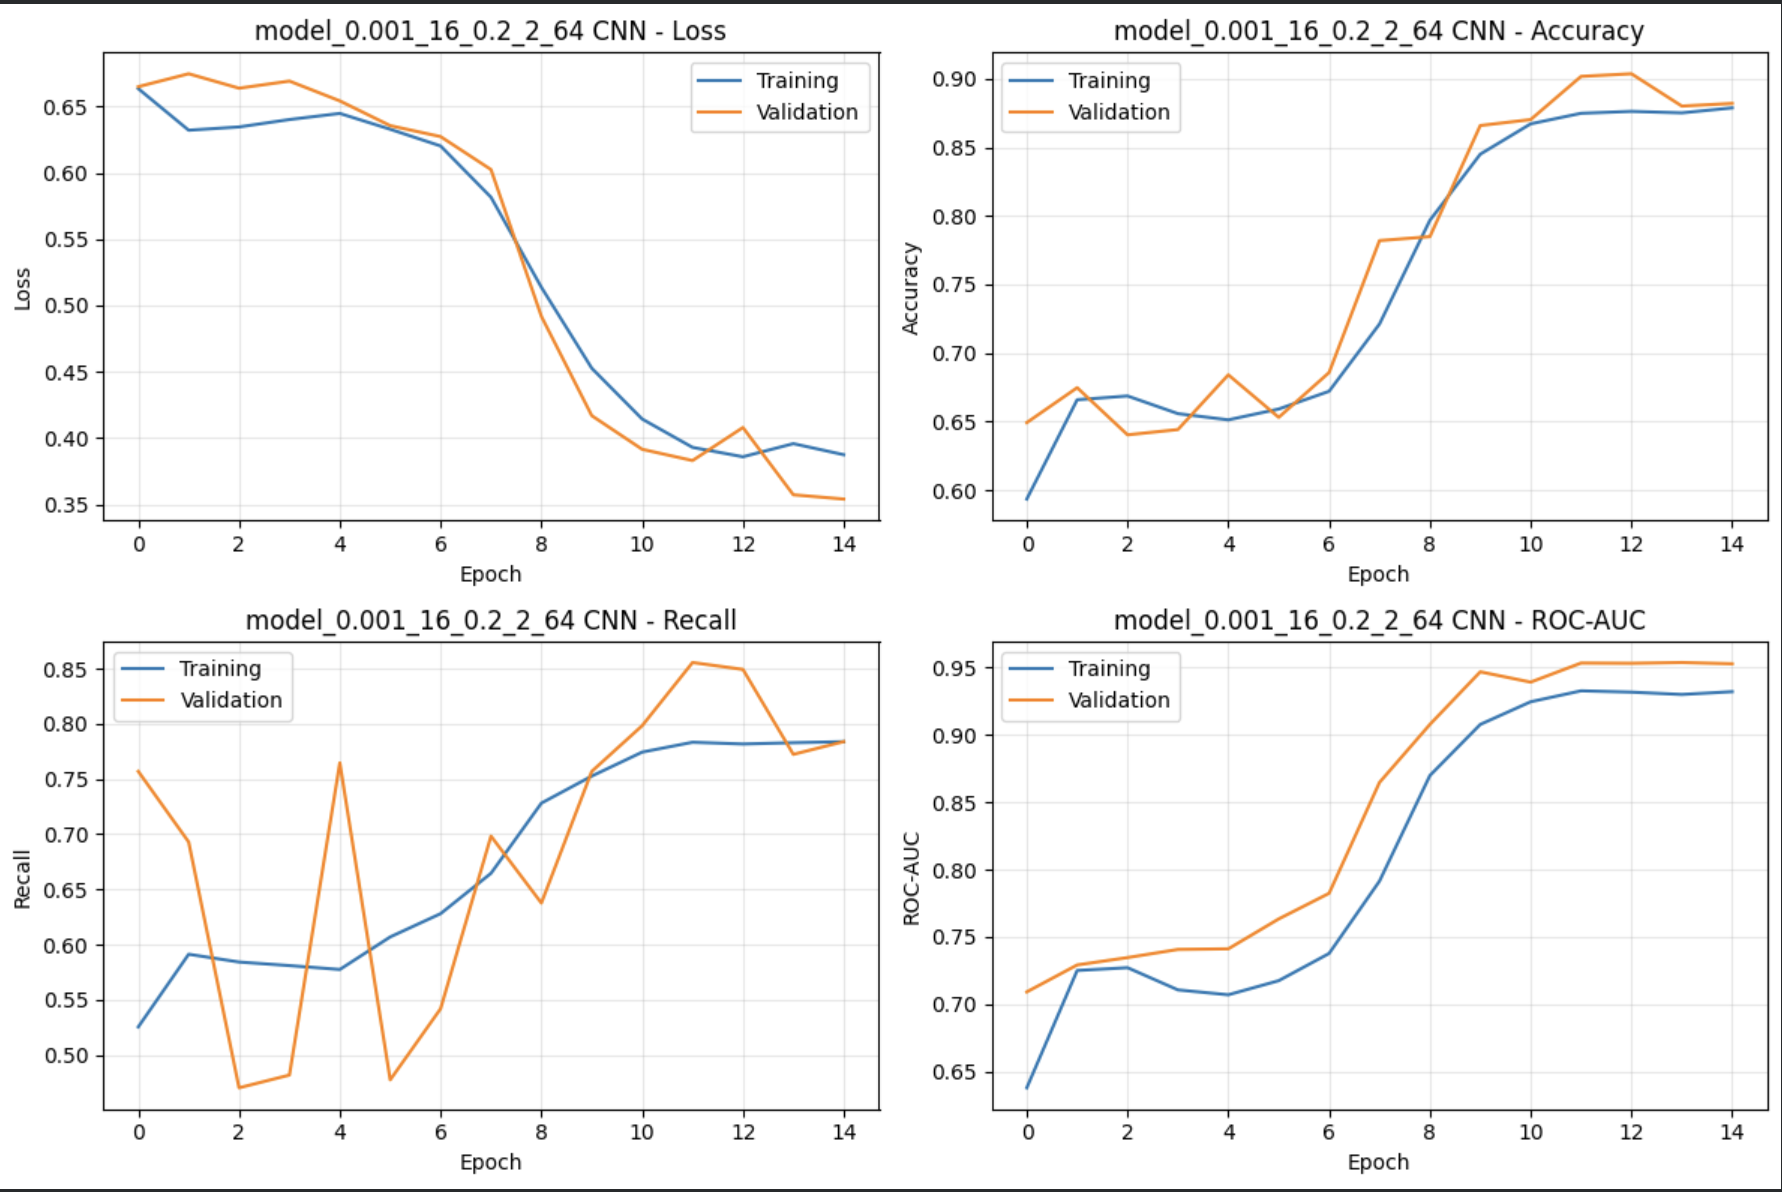 model_0.001_16_0.2_2_64 CNN - Loss
Training
Validation
0.65
0.60
0.55
0.50
0.45
0.40
0.35
Loss
0 2 4 6 8 10 12 14
Epoch
model_0.001_16_0.2_2_64 CNN - Accuracy
Training
Validation
0.90
0.85
0.80
0.75
0.70
0.65
0.60
Accuracy
0 2 4 6 8 10 12 14
Epoch
model_0.001_16_0.2_2_64 CNN - Recall
Training
Validation
0.85
0.80
0.75
0.70
0.65
0.60
0.55
0.50
Recall
0 2 4 6 8 10 12 14
Epoch
model_0.001_16_0.2_2_64 CNN - ROC-AUC
Training
Validation
0.95
0.90
0.85
0.80
0.75
0.70
0.65
ROC-AUC
0 2 4 6 8 10 12 14
Epoch